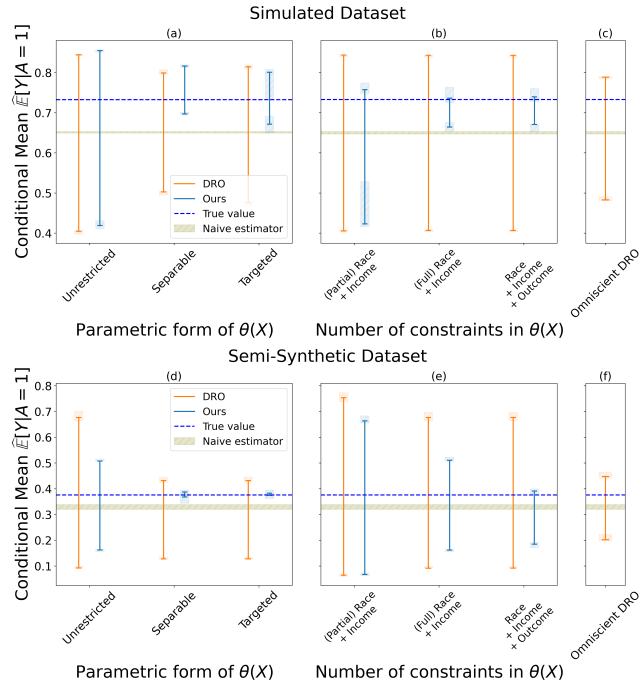 Simulated Dataset
(a)
(b)
(c)
Conditional Mean 𝔼̂[Y|A = 1]
0.8
0.7
0.6
0.5
0.4
DRO
Ours
True value
Naive estimator
Unrestricted
Separable
Targeted
(Partial) Race
+ Income
(Full) Race
+ Income
Race
+ Income
+ Outcome
Omniscient DRO
Parametric form of θ(X)
Number of constraints in θ(X)
Semi-Synthetic Dataset
(d)
(e)
(f)
Conditional Mean 𝔼̂[Y|A = 1]
0.8
0.7
0.6
0.5
0.4
0.3
0.2
0.1
DRO
Ours
True value
Naive estimator
Unrestricted
Separable
Targeted
(Partial) Race
+ Income
(Full) Race
+ Income
Race
+ Income
+ Outcome
Omniscient DRO
Parametric form of θ(X)
Number of constraints in θ(X)